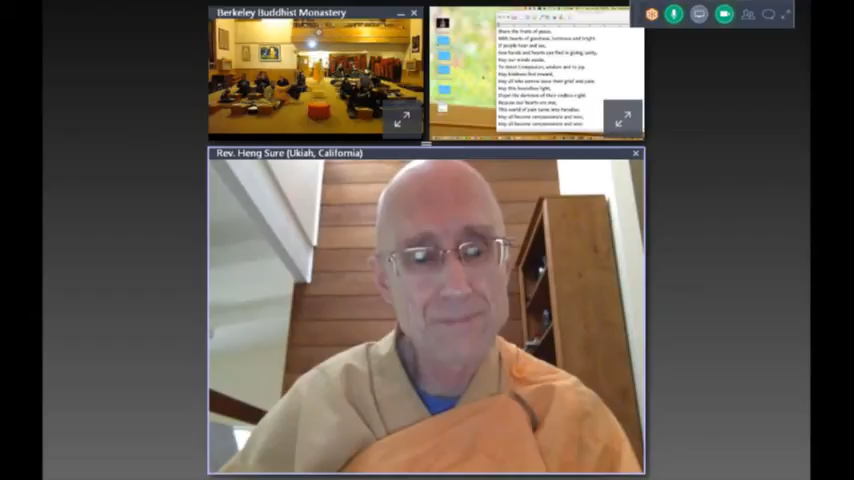 Berkeley Buddhist Monastery
Share the fruits of peace,
With hearts of goodness, luminous and bright.
If people hear and see,
How hands and hearts can find in giving, unity,
May our minds awake,
To Great Compassion, wisdom and to joy.
May kindness find reward,
May all who sorrow leave their grief and pain;
May this boundless light,
Dispel the darkness of their endless night.
Because our hearts are one,
This world of pain turns into Paradise,
May all become compassionate and wise,
May all become compassionate and wise.
Rev. Heng Sure (Ukiah, California)